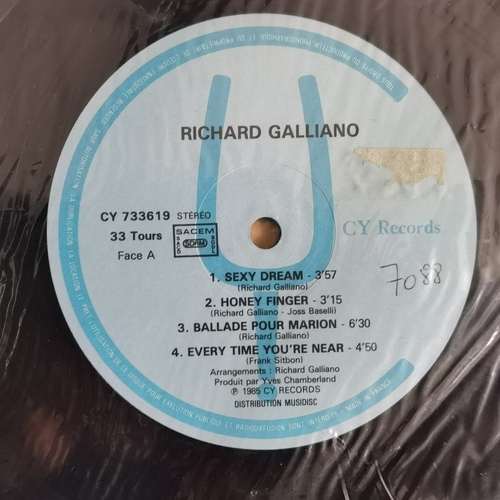 RICHARD GALLIANO
CY 733619 STÉRÉO
33 Tours
Face A
SACEM
SDRM
CY Records
7088
1. SEXY DREAM - 3'57
(Richard Galliano)
2. HONEY FINGER - 3'15
(Richard Galliano - Joss Baselli)
3. BALLADE POUR MARION - 6'30
(Richard Galliano)
4. EVERY TIME YOU'RE NEAR - 4'50
(Frank Sitbon)
Arrangements : Richard Galliano
Produit par Yves Chamberland
℗ 1985 CY RECORDS
DISTRIBUTION MUSIDISC
MADE IN FRANCE